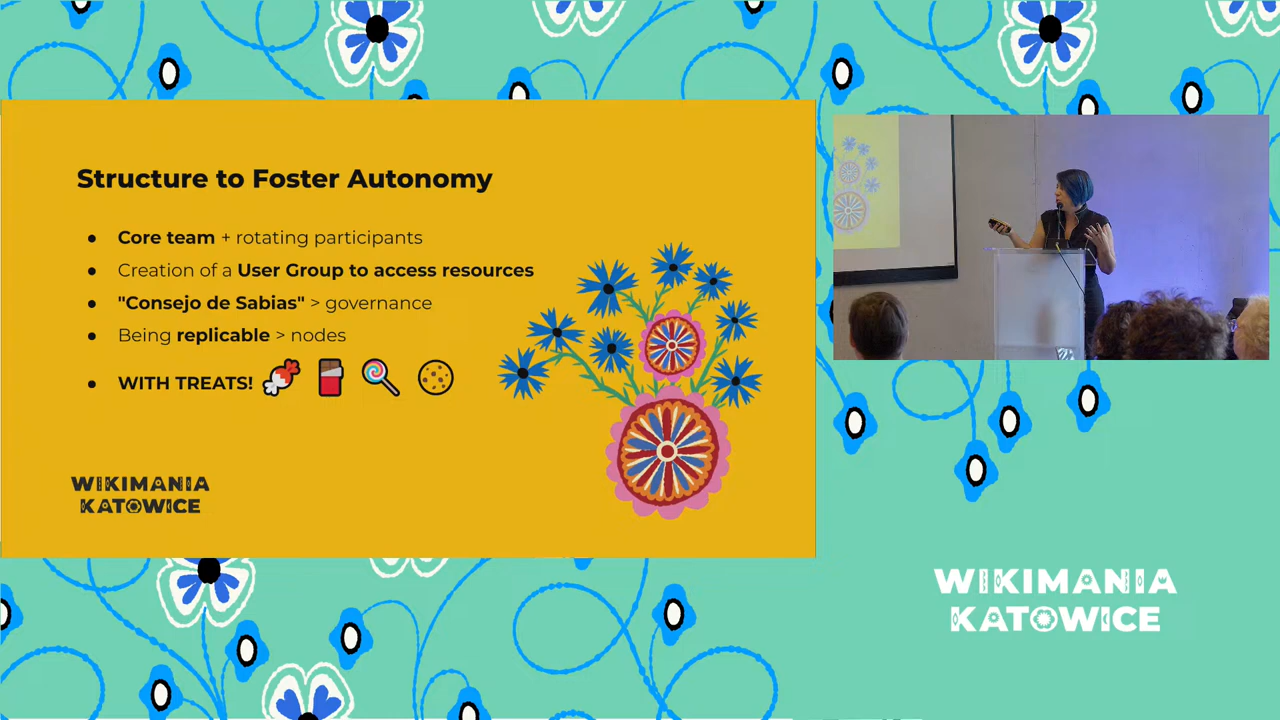 Structure to Foster Autonomy
● Core team + rotating participants
● Creation of a User Group to access resources
● "Consejo de Sabias" > governance
● Being replicable > nodes
● WITH TREATS!
WIKIMANIA
KATOWICE
WIKIMANIA
KATOWICE